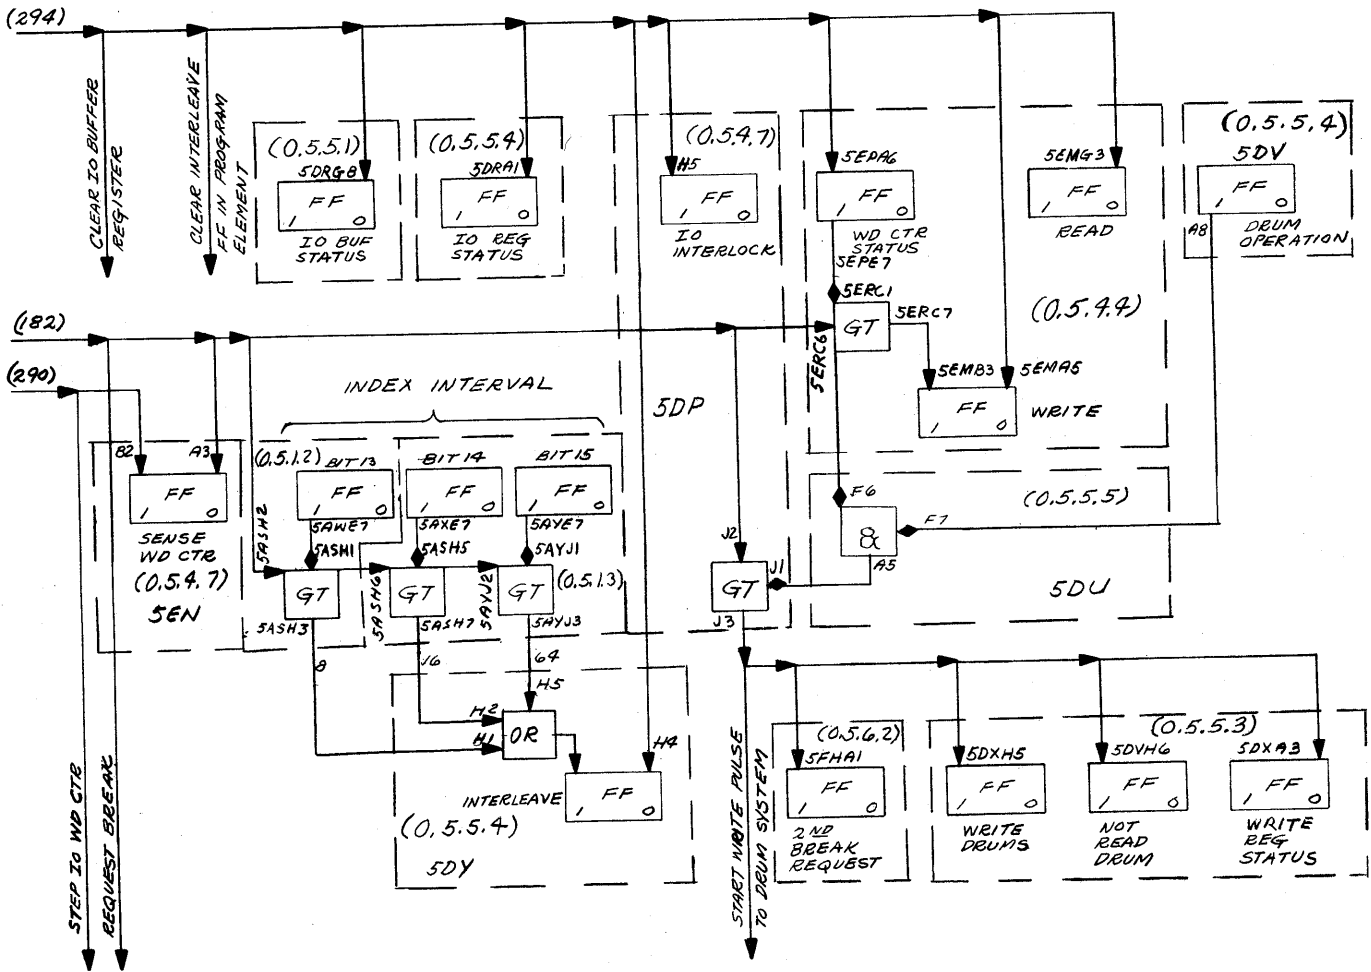 (294)
CLEAR IO BUFFER
REGISTER
CLEAR INTERLEAVE
FF IN PROGRAM
ELEMENT
(0.5.5.1)
5DRG8
FF
1 0
IO BUF
STATUS
(0.5.5.4)
5DRA1
FF
1 0
IO REG
STATUS
(0.5.4.7)
H5
FF
1 0
IO
INTERLOCK
5EPA6
FF
1 0
WD CTR
STATUS
5EPE7
5EMG3
FF
1 0
READ
(0.5.5.4)
5DV
FF
1 0
A8
DRUM
OPERATION
(182)
5ERC1
GT
5ERC7
5ERC6
(0.5.4.4)
5EMB3
5EMA5
FF
1 0
WRITE
(290)
INDEX INTERVAL
5DP
B2
A3
FF
1 0
SENSE
WD CTR
(0.5.4.7)
5EN
(0.5.1.2)
BIT 13
FF
1 0
5AWE7
5ASH1
5ASH2
GT
5ASH3
8
BIT 14
FF
1 0
5AXE7
5ASH5
5ASH6
GT
5ASH7
16
BIT 15
FF
1 0
5AYE7
5AYJ1
5AYJ2
GT
(0.5.1.3)
5AYJ3
64
J2
GT
J1
J3
F6
(0.5.5.5)
&
F7
A5
5DU
H5
H2
H1
OR
H4
INTERLEAVE
FF
1 0
(0.5.5.4)
5DY
STEP IO WD CTR
REQUEST BREAK
START WRITE PULSE
TO DRUM SYSTEM
(0.5.6.2)
5FHA1
FF
1 0
2ND
BREAK
REQUEST
(0.5.5.3)
5DXH5
FF
1 0
WRITE
DRUMS
5DVH6
FF
1 0
NOT
READ
DRUM
5DXA3
FF
1 0
WRITE
REG
STATUS